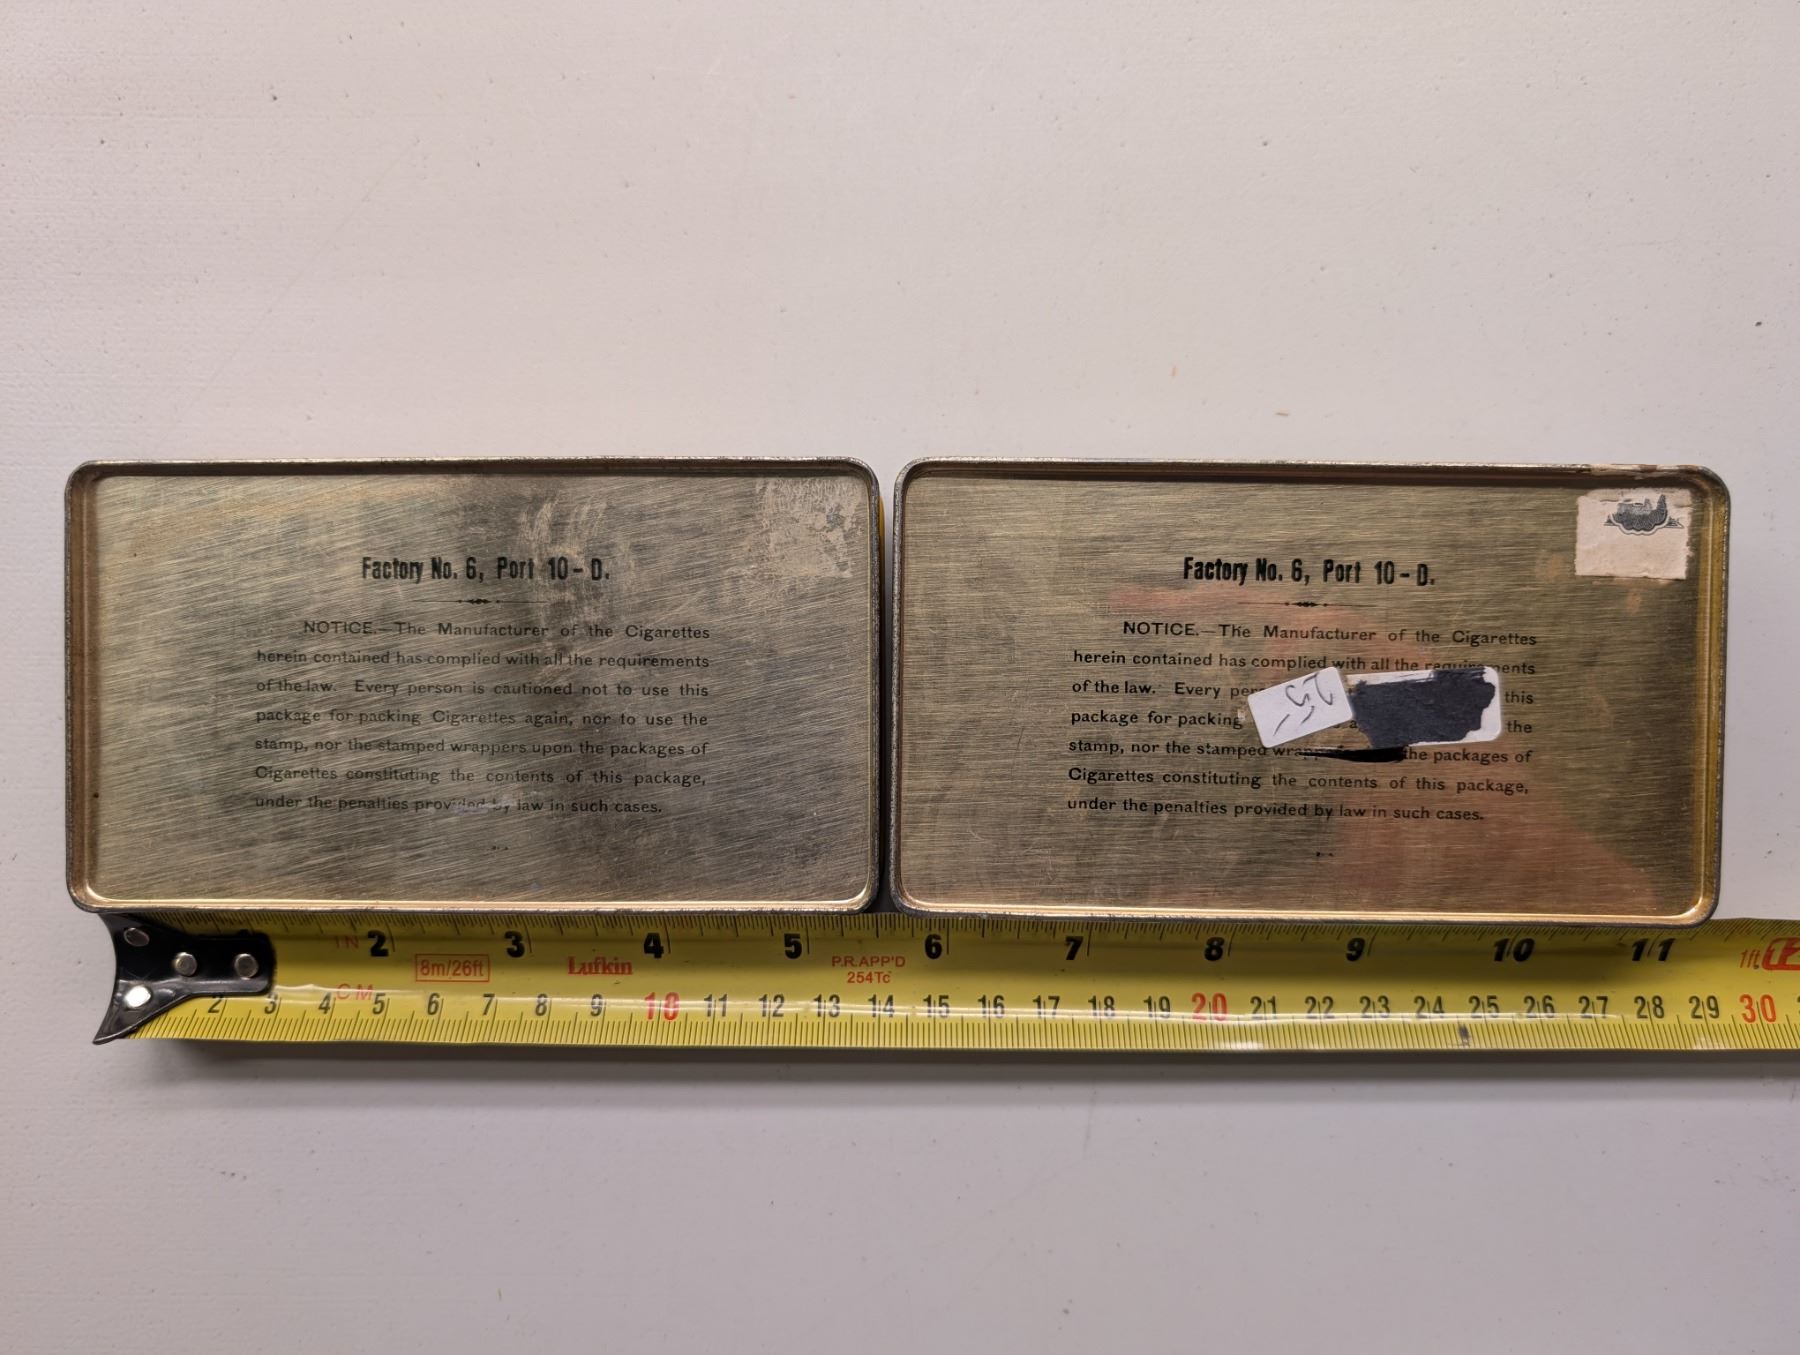 Factory No. 6, Port 10 - D.
NOTICE.—The Manufacturer of the Cigarettes
herein contained has complied with all the requirements
of the law. Every person is cautioned not to use this
package for packing Cigarettes again, nor to use the
stamp, nor the stamped wrappers upon the packages of
Cigarettes constituting the contents of this package,
under the penalties provided by law in such cases.
Factory No. 6, Port 10 - D.
NOTICE.—The Manufacturer of the Cigarettes
herein contained has complied with all the requirements
of the law. Every this
package for packing the
stamp, nor the stamped the packages of
Cigarettes constituting the contents of this package,
under the penalties provided by law in such cases.
25-
IN 2 3 4 5 6 7 8 9 10 11 1ft 12
8m/26ft Lufkin P.R.APP'D
254Tc
CM
2 3 4 5 6 7 8 9 10 11 12 13 14 15 16 17 18 19 20 21 22 23 24 25 26 27 28 29 30